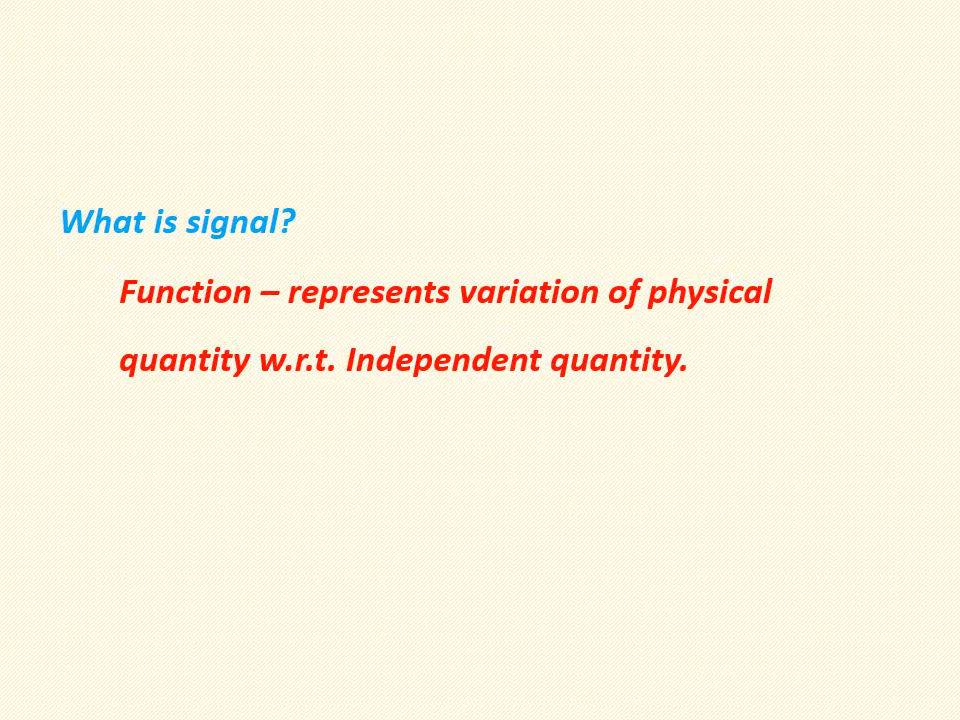 What is signal?
Function – represents variation of physical
quantity w.r.t. Independent quantity.